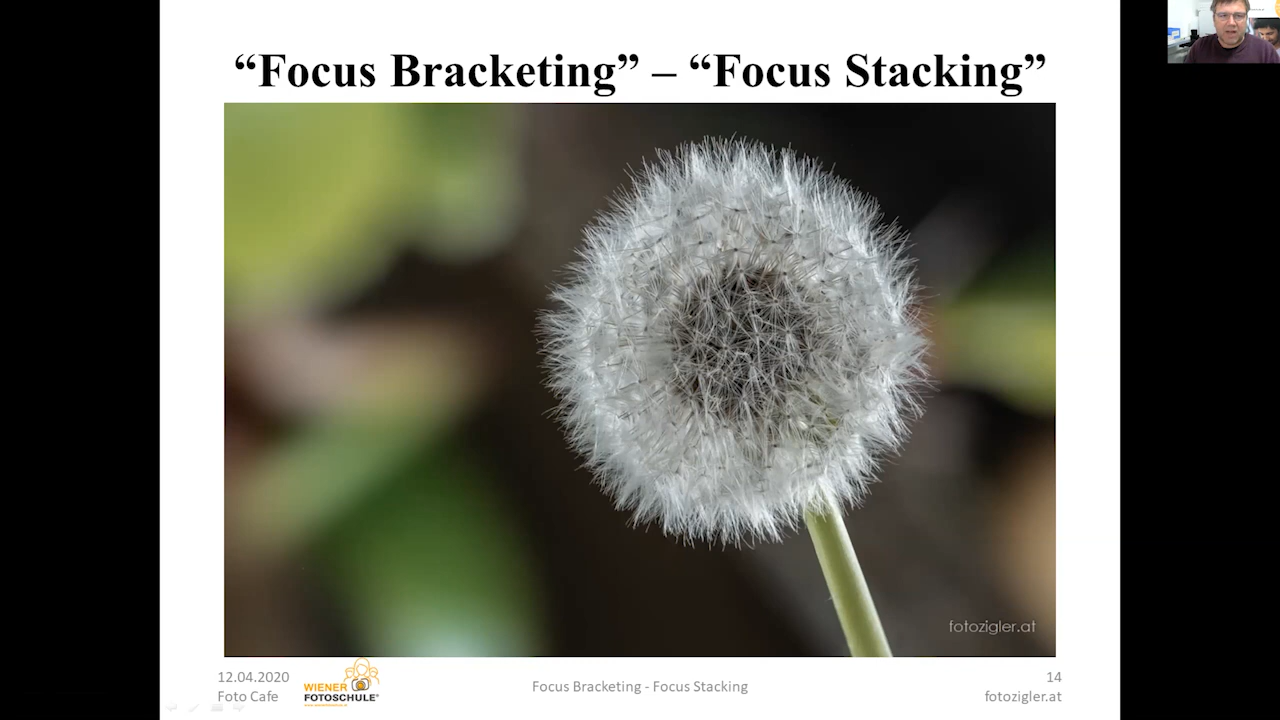 “Focus Bracketing” – “Focus Stacking”
fotozigler.at
12.04.2020
Foto Cafe
WIENER
FOTOSCHULE®
Focus Bracketing - Focus Stacking
14
fotozigler.at